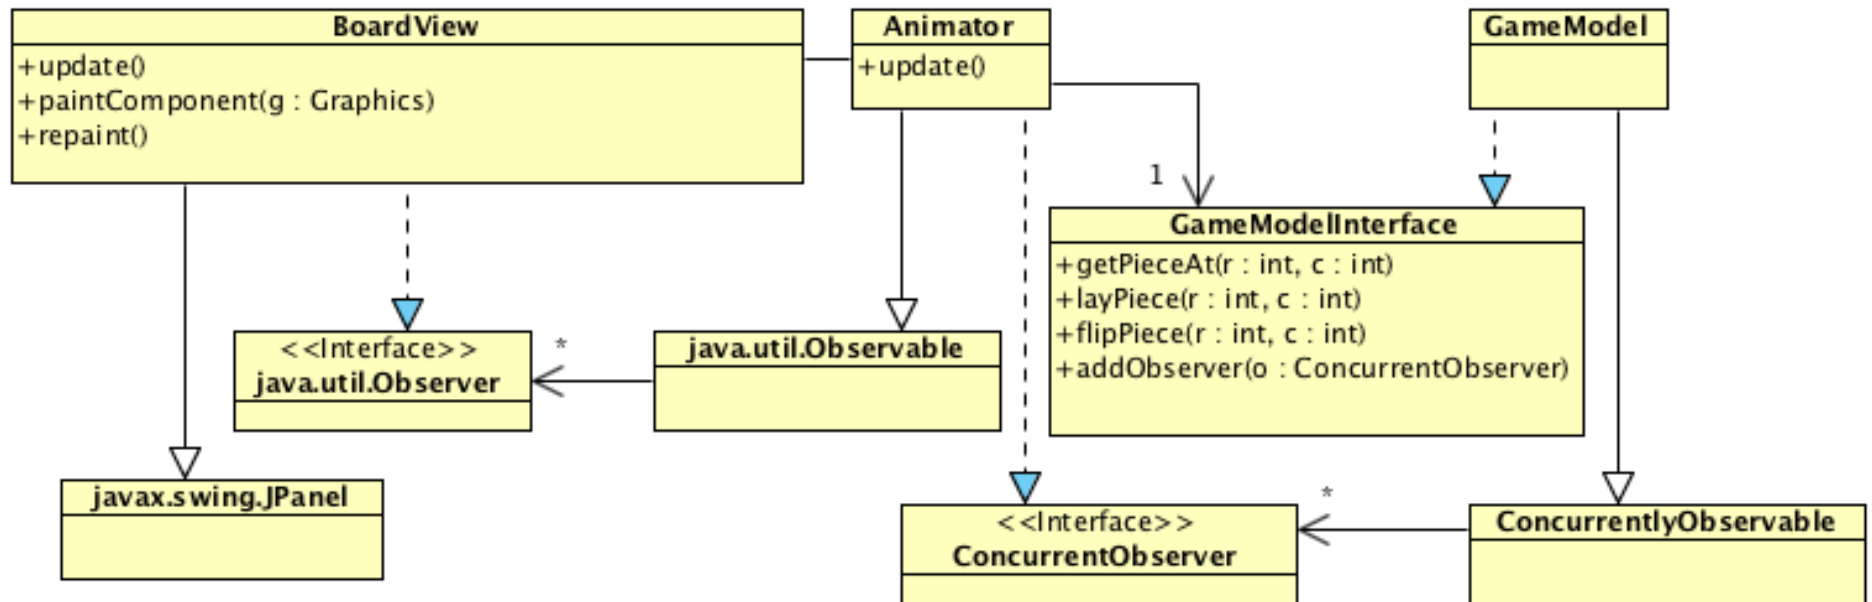 BoardView
+update()
+paintComponent(g : Graphics)
+repaint()
Animator
+update()
GameModel
1
GameModelInterface
+getPieceAt(r : int, c : int)
+layPiece(r : int, c : int)
+flipPiece(r : int, c : int)
+addObserver(o : ConcurrentObserver)
<<Interface>>
java.util.Observer
*
java.util.Observable
javax.swing.JPanel
<<Interface>>
ConcurrentObserver
*
ConcurrentlyObservable